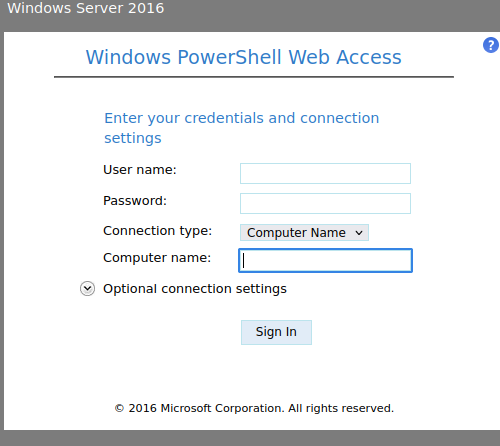 Windows Server 2016
?
Windows PowerShell Web Access
Enter your credentials and connection
settings
User name:
Password:
Connection type: Computer Name
Computer name:
Optional connection settings
Sign In
© 2016 Microsoft Corporation. All rights reserved.